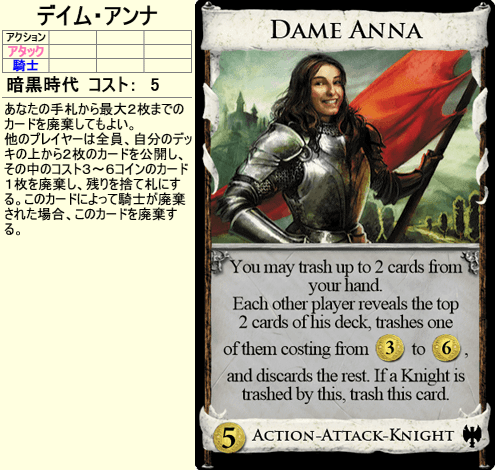 デイム・アンナ
アクション
アタック
騎士
暗黒時代 コスト： 5
あなたの手札から最大２枚までの
カードを廃棄してもよい。
他のプレイヤーは全員、自分のデッ
キの上から２枚のカードを公開し、
その中のコスト３～６コインのカード
１枚を廃棄し、残りを捨て札にす
る。このカードによって騎士が廃棄
された場合、このカードを廃棄す
る。
DAME ANNA
You may trash up to 2 cards from
your hand.
Each other player reveals the top
2 cards of his deck, trashes one
of them costing from 3 to 6,
and discards the rest. If a Knight is
trashed by this, trash this card.
5 ACTION-ATTACK-KNIGHT